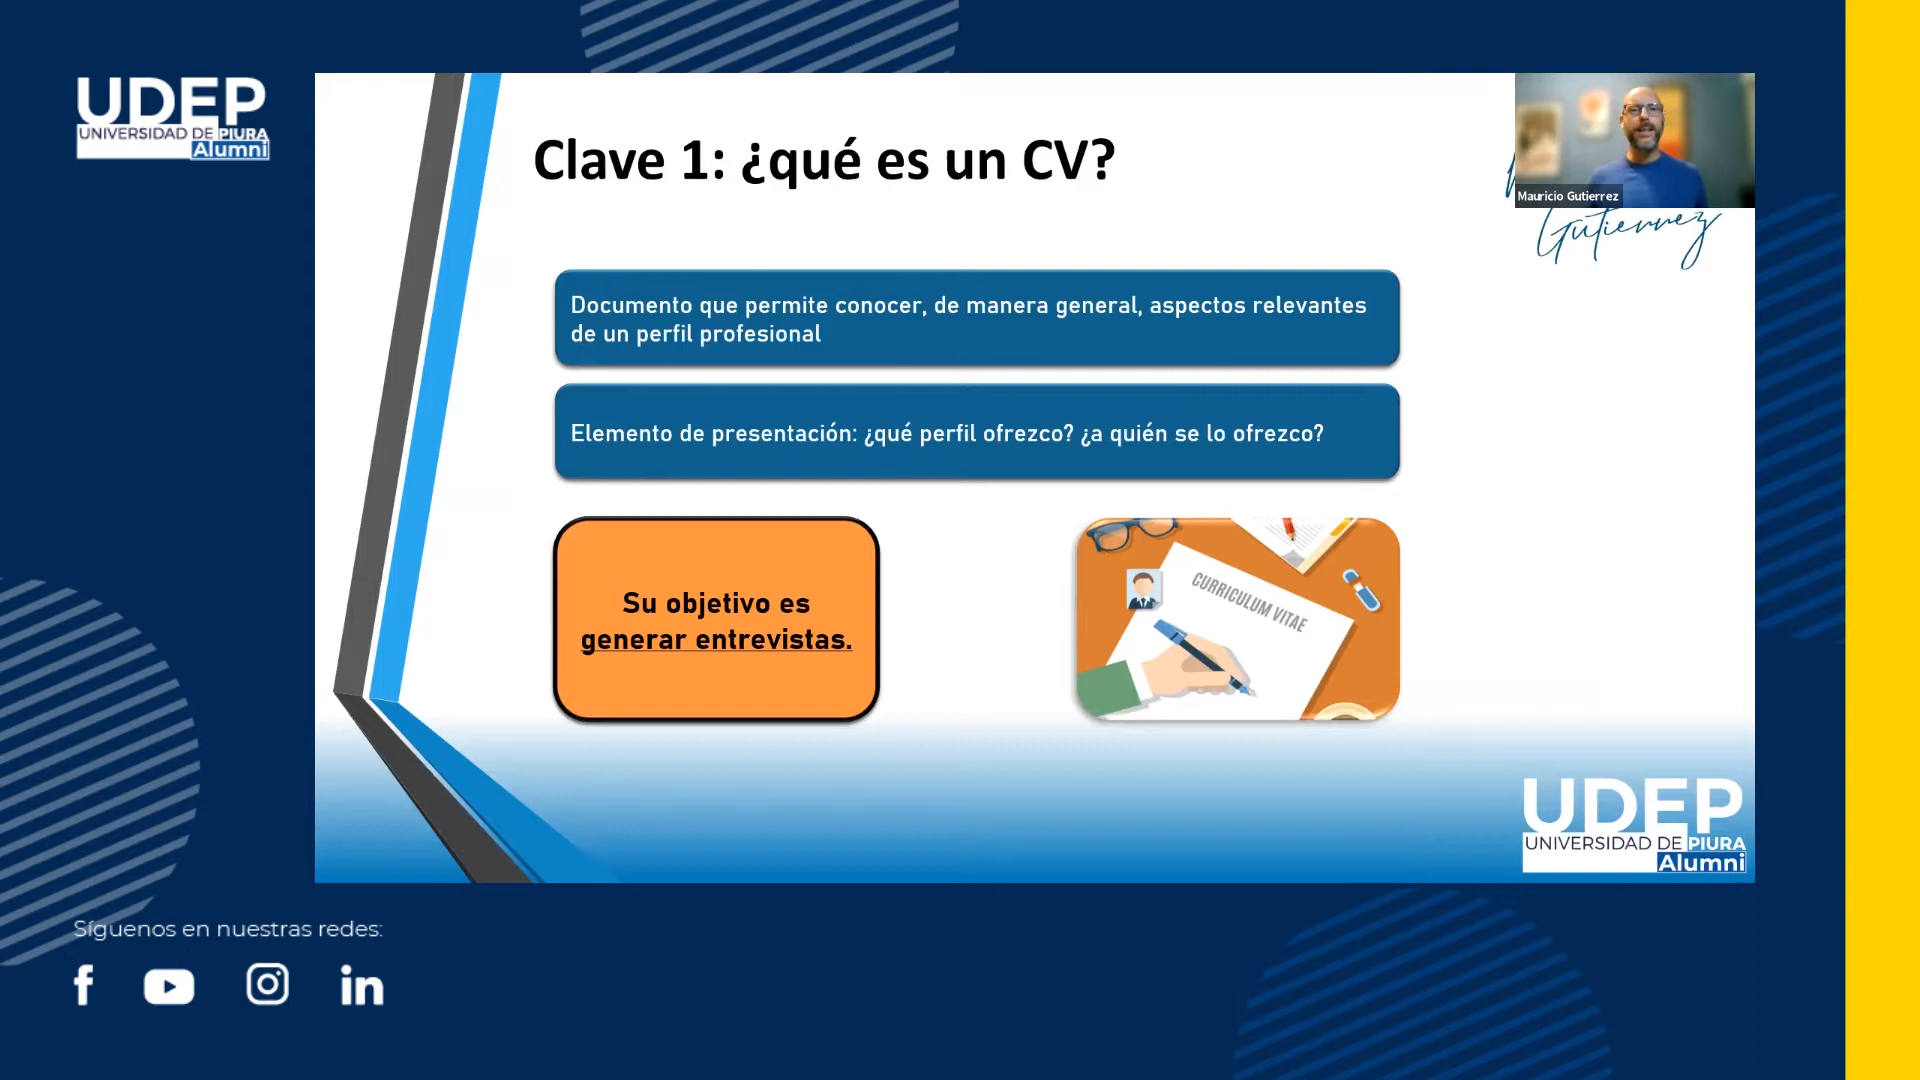 UDEP
UNIVERSIDAD DE PIURA
Alumni
Clave 1: ¿qué es un CV?
Mauricio Gutierrez
Gutierrez
Documento que permite conocer, de manera general, aspectos relevantes
de un perfil profesional
Elemento de presentación: ¿qué perfil ofrezco? ¿a quién se lo ofrezco?
Su objetivo es
generar entrevistas.
CURRICULUM VITAE
UDEP
UNIVERSIDAD DE PIURA
Alumni
Síguenos en nuestras redes: